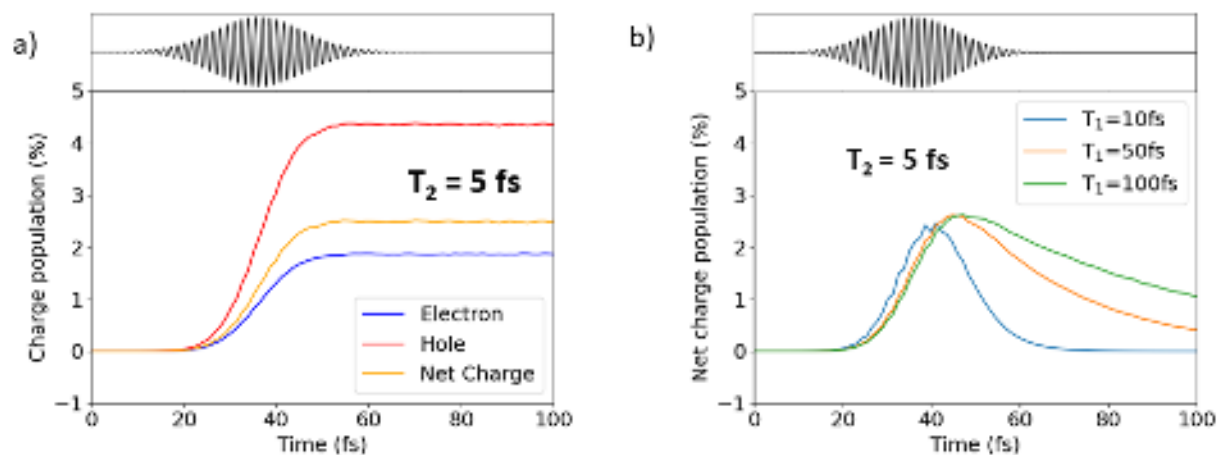 a)
5
4
3
2
1
0
−1
Charge population (%)
T2 = 5 fs
Electron
Hole
Net Charge
0 20 40 60 80 100
Time (fs)
b)
5
4
3
2
1
0
−1
Net charge population (%)
T2 = 5 fs
T1=10fs
T1=50fs
T1=100fs
0 20 40 60 80 100
Time (fs)